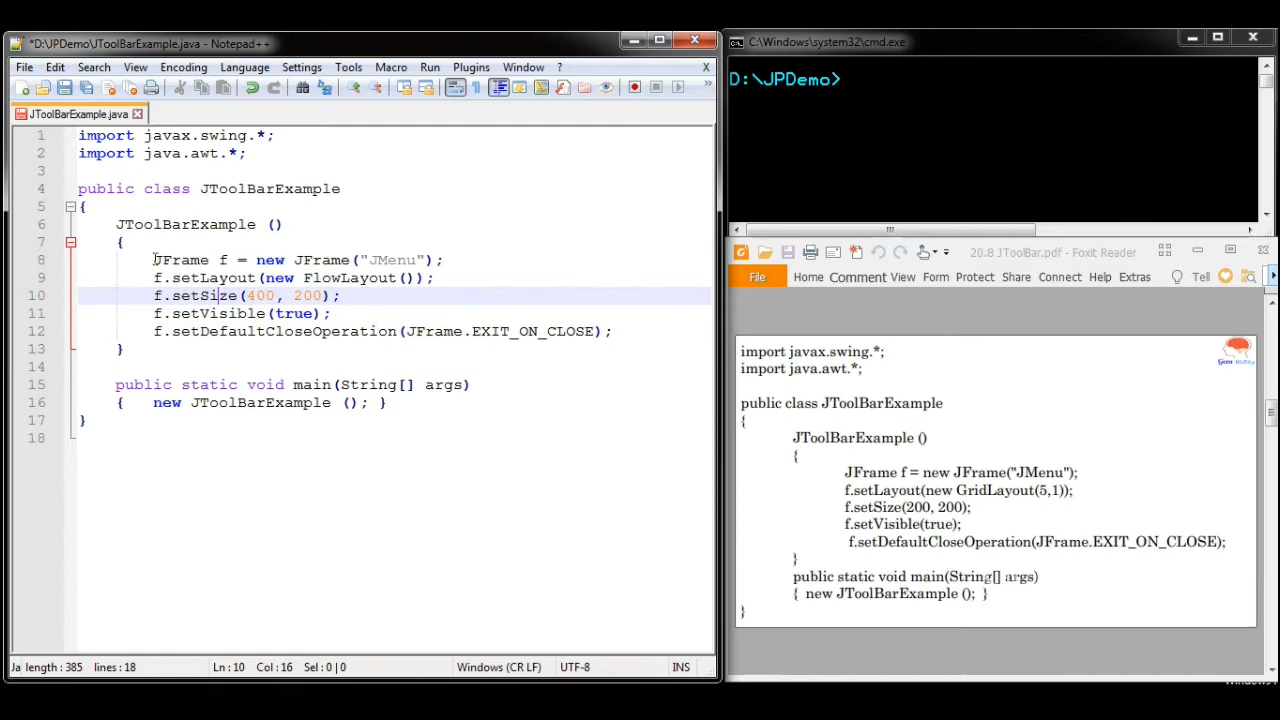 *D:\JPDemo\JToolBarExample.java - Notepad++
File Edit Search View Encoding Language Settings Tools Macro Run Plugins Window ? X
JToolBarExample.java
1 import javax.swing.*;
2 import java.awt.*;
3
4 public class JToolBarExample
5 {
6 JToolBarExample ()
7 {
8 JFrame f = new JFrame("JMenu");
9 f.setLayout(new FlowLayout());
10 f.setSize(400, 200);
11 f.setVisible(true);
12 f.setDefaultCloseOperation(JFrame.EXIT_ON_CLOSE);
13 }
14
15 public static void main(String[] args)
16 { new JToolBarExample (); }
17 }
18
Ja length : 385 lines : 18 Ln : 10 Col : 16 Sel : 0 | 0 Windows (CR LF) UTF-8 INS
C:\Windows\system32\cmd.exe
D:\JPDemo>
20.8 JToolBar.pdf - Foxit Reader
File Home Comment View Form Tell
import javax.swing.*;
import java.awt.*;
public class JToolBarExample
{
JToolBarExample ()
{
JFrame f = new JFrame("JMenu");
f.setLayout(new GridLayout(5,1));
f.setSize(200, 200);
f.setVisible(true);
f.setDefaultCloseOperation(JFrame.EXIT_ON_CLOSE);
}
public static void main(String[] args)
{ new JToolBarExample (); }
}